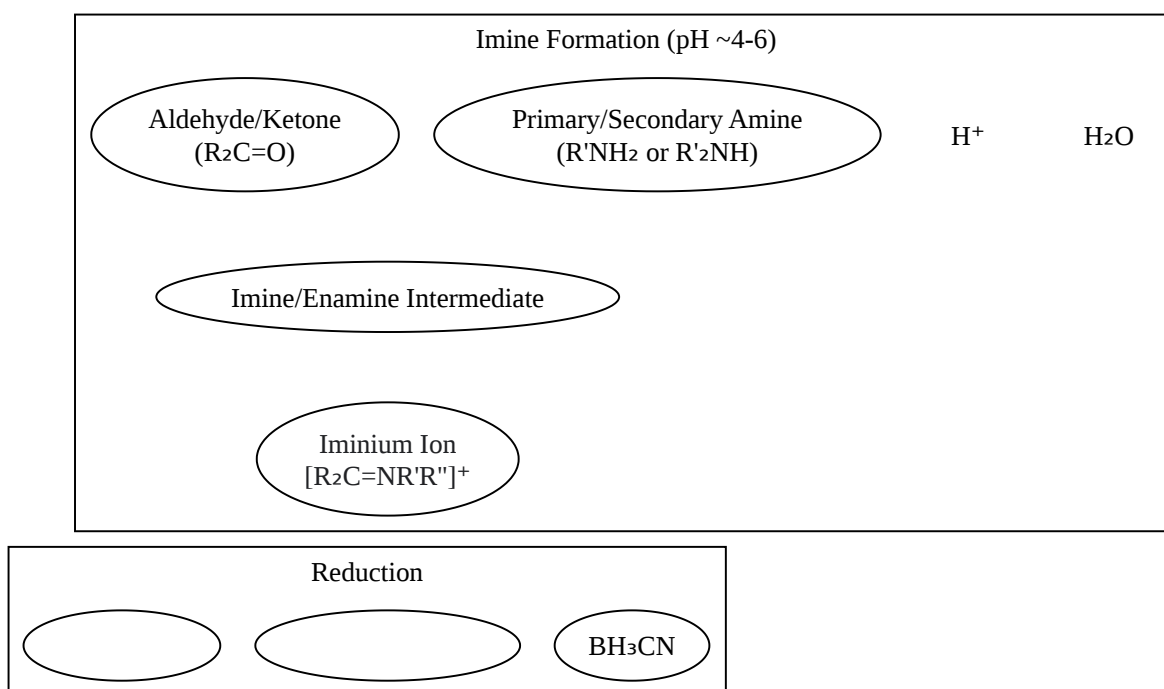 Imine Formation (pH ~4-6)
Aldehyde/Ketone
(R₂C=O)
Primary/Secondary Amine
(R'NH₂ or R'₂NH)
H⁺
H₂O
Imine/Enamine Intermediate
Iminium Ion
[R₂C=NR'R"]⁺
Reduction
BH₃CN